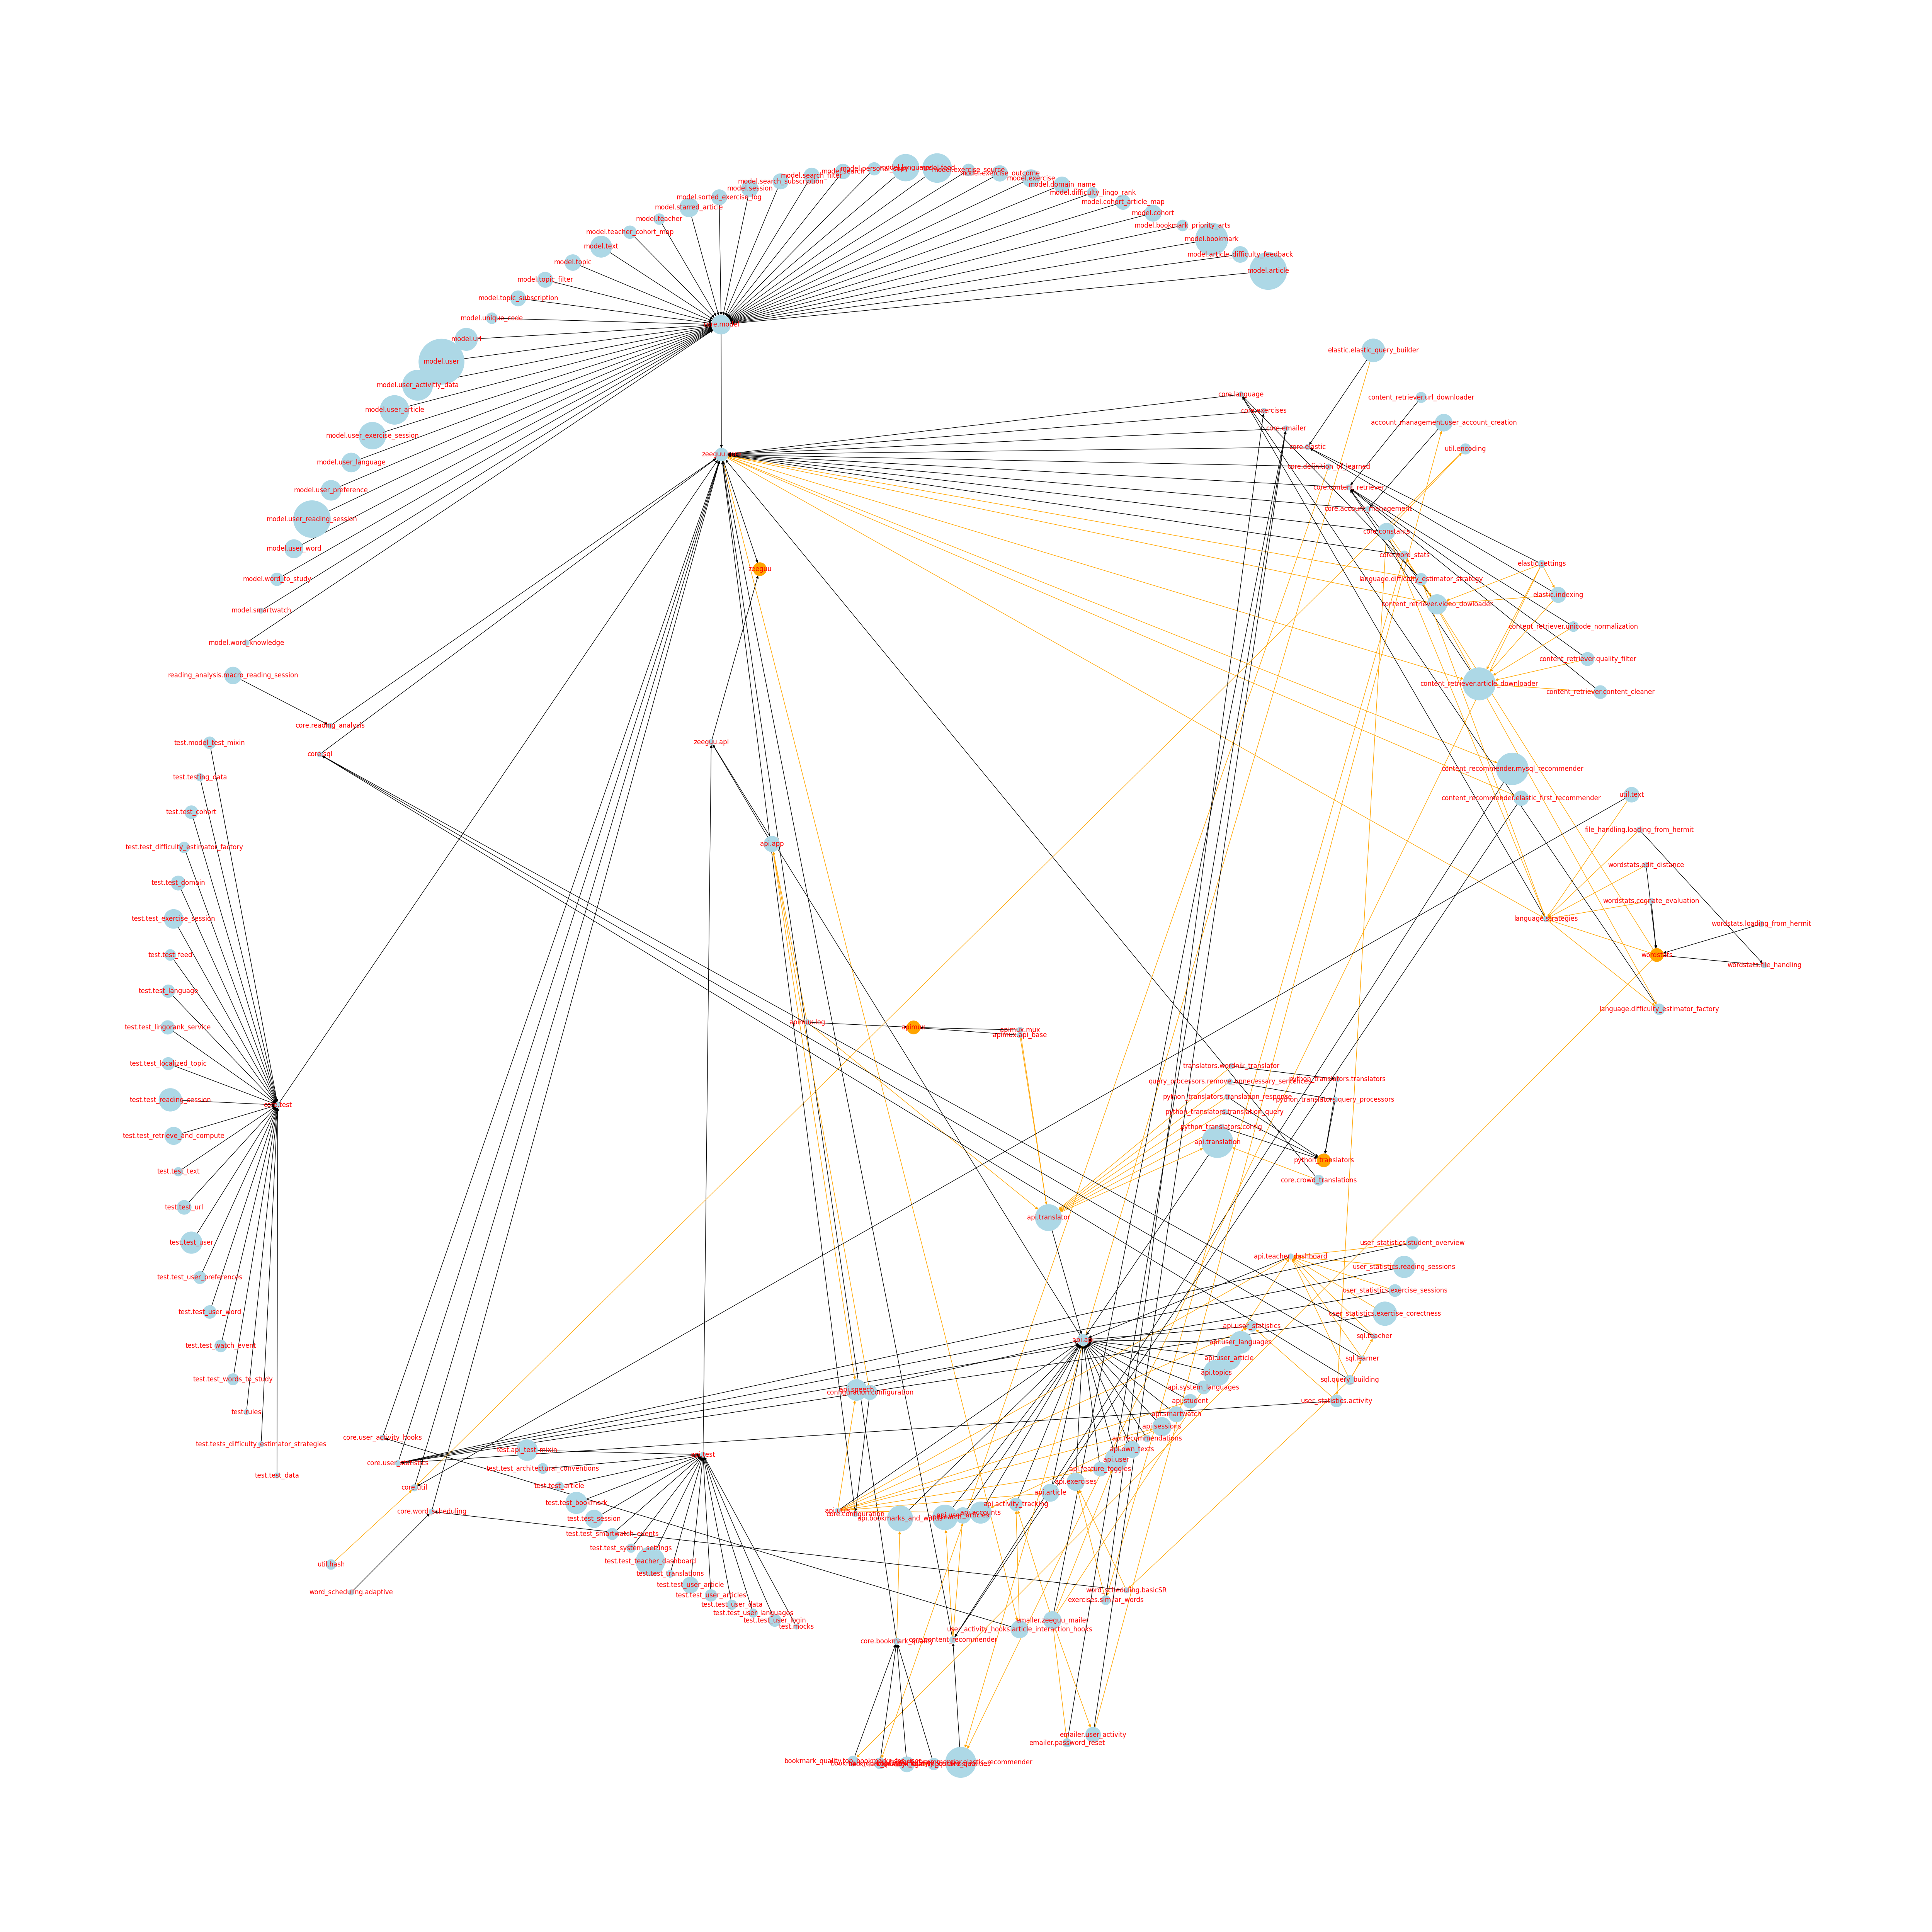 model.personal_copy
model.language
model.feed
model.exercise_source
model.search
model.exercise_outcome
model.search_filter
model.exercise
model.search_subscription
model.domain_name
model.session
model.difficulty_lingo_rank
model.sorted_exercise_log
model.cohort_article_map
model.starred_article
model.cohort
model.teacher
model.bookmark_priority_arts
model.teacher_cohort_map
model.bookmark
model.text
model.article_difficulty_feedback
model.topic
model.article
model.topic_filter
model.topic_subscription
model.unique_code
core.model
model.url
elastic.elastic_query_builder
model.user
model.user_activitiy_data
core.language
content_retriever.url_downloader
model.user_article
core.exercises
account_management.user_account_creation
core.emailer
model.user_exercise_session
core.elastic
util.encoding
model.user_language
core.definition_of_learned
core.content_retriever
model.user_preference
core.account_management
model.user_reading_session
core.constants
model.user_word
core.word_stats
elastic.settings
zeeguu
model.word_to_study
language.difficulty_estimator_strategy
elastic.indexing
content_retriever.video_dowloader
model.smartwatch
content_retriever.unicode_normalization
model.word_knowledge
content_retriever.quality_filter
reading_analysis.macro_reading_session
content_retriever.article_downloader
content_retriever.content_cleaner
core.reading_analysis
test.model_test_mixin
zeeguu.api
core.sql
content_recommender.mysql_recommender
test.testing_data
content_recommender.elastic_first_recommender
util.text
test.test_cohort
file_handling.loading_from_hermit
api.app
test.test_difficulty_estimator_factory
wordstats.edit_distance
test.test_domain
wordstats.cognate_evaluation
test.test_exercise_session
language.strategies
wordstats.loading_from_hermit
test.test_feed
wordstats
wordstats.file_handling
test.test_language
language.difficulty_estimator_factory
apimux.log
apimux
apimux.mux
test.test_lingorank_service
apimux.api_base
test.test_localized_topic
translators.wordnik_translator
python_translators.translators
query_processors.remove_unnecessary_sentences
python_translators.translation_response
test.test_reading_session
python_translators.query_processors
core.test
python_translators.translation_query
python_translators.config
test.test_retrieve_and_compute
api.translation
python_translators
test.test_text
core.crowd_translations
test.test_url
api.translator
test.test_user
user_statistics.student_overview
api.teacher_dashboard
user_statistics.reading_sessions
test.test_user_preferences
user_statistics.exercise_sessions
test.test_user_word
user_statistics.exercise_corectness
api.user_statistics
sql.teacher
api.api
api.user_languages
test.test_watch_event
api.user_article
sql.learner
api.topics
test.test_words_to_study
sql.query_building
api.system_languages
api.speech
configuration.configuration
api.student
user_statistics.activity
test.rules
api.smartwatch
api.sessions
core.user_activity_hooks
api.recommendations
test.tests_difficulty_estimator_strategies
test.api_test_mixin
api.own_texts
api.test
api.user
core.user_statistics
test.test_architectural_conventions
api.feature_toggles
test.test_data
api.exercises
test.test_article
core.util
api.article
test.test_bookmark
api.activity_tracking
core.word_scheduling
api.utils
core.configuration
api.accounts
api.user_articles
api.search
api.bookmarks_and_words
test.test_session
test.test_smartwatch_events
test.test_system_settings
util.hash
test.test_teacher_dashboard
test.test_translations
test.test_user_article
word_scheduling.adaptive
word_scheduling.basicSR
test.test_user_articles
exercises.similar_words
test.test_user_data
test.test_user_languages
emailer.zeeguu_mailer
test.test_user_login
test.mocks
user_activity_hooks.article_interaction_hooks
core.bookmark_quality
core.content_recommender
emailer.user_activity
emailer.password_reset